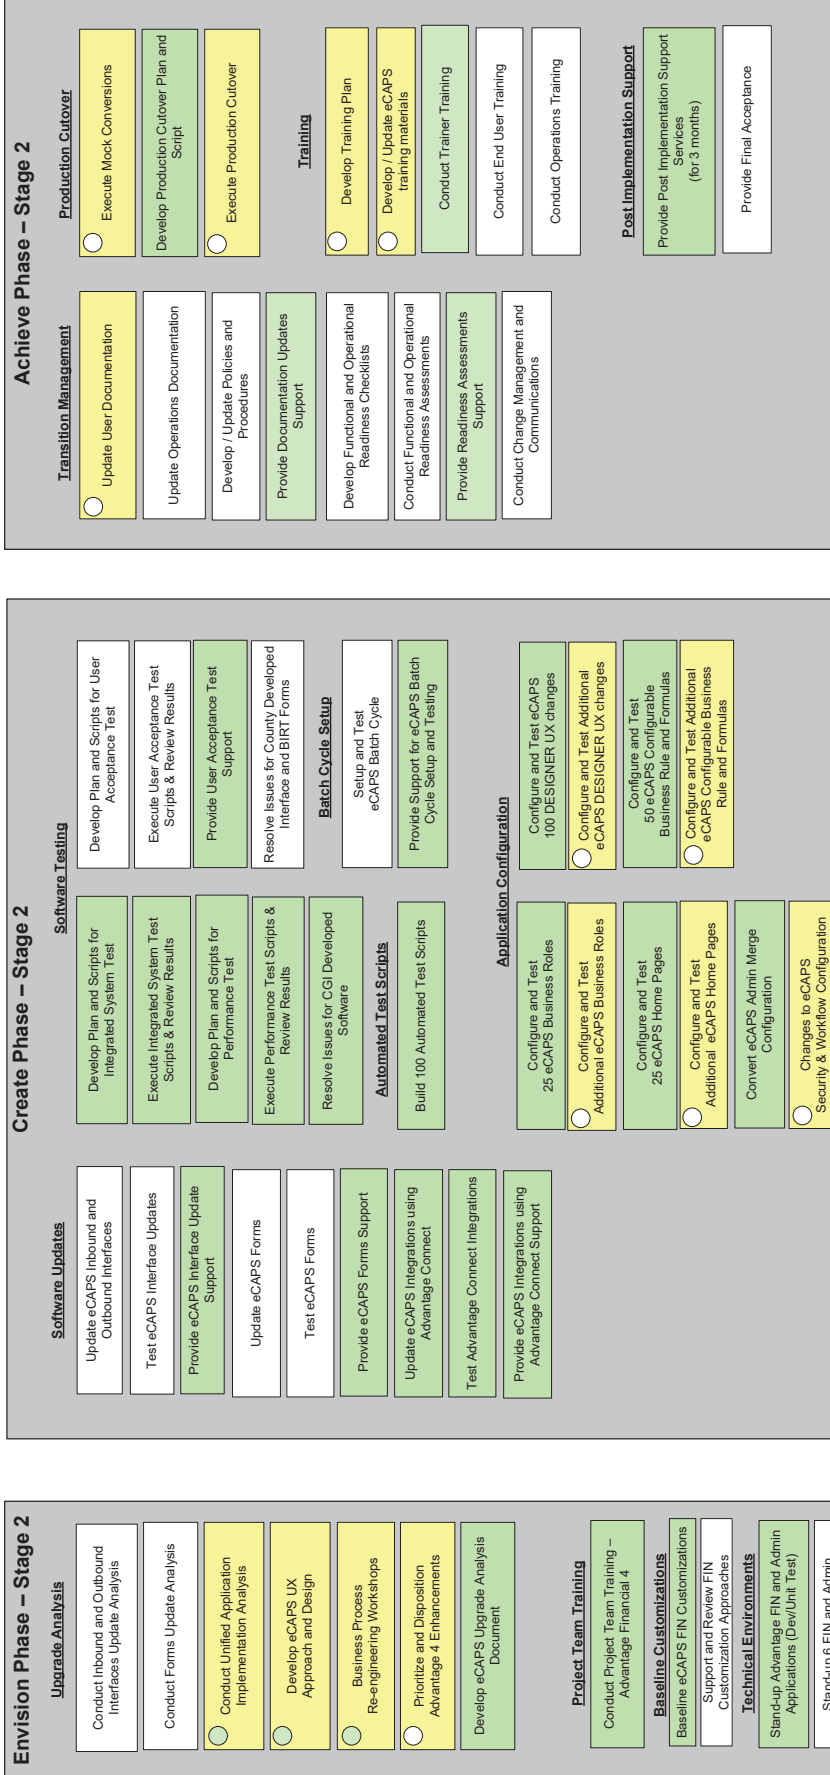 Envision Phase – Stage 2
Upgrade Analysis
Conduct Inbound and Outbound
Interfaces Update Analysis
Conduct Forms Update Analysis
Conduct Unified Application
Implementation Analysis
Develop eCAPS UX
Approach and Design
Business Process
Re-engineering Workshops
Prioritize and Disposition
Advantage 4 Enhancements
Develop eCAPS Upgrade Analysis
Document
Project Team Training
Conduct Project Team Training –
Advantage Financial 4
Baseline Customizations
Baseline eCAPS FIN Customizations
Support and Review FIN
Customization Approaches
Technical Environments
Stand-up Advantage FIN and Admin
Applications (Dev/Unit Test)
Stand-up 6 FIN and Admin
Create Phase – Stage 2
Software Updates
Update eCAPS Inbound and
Outbound Interfaces
Test eCAPS Interface Updates
Provide eCAPS Interface Update
Support
Update eCAPS Forms
Test eCAPS Forms
Provide eCAPS Forms Support
Update eCAPS Integrations using
Advantage Connect
Test Advantage Connect Integrations
Provide eCAPS Integrations using
Advantage Connect Support
Software Testing
Develop Plan and Scripts for
Integrated System Test
Execute Integrated System Test
Scripts & Review Results
Develop Plan and Scripts for
Performance Test
Execute Performance Test Scripts &
Review Results
Resolve Issues for CGI Developed
Software
Automated Test Scripts
Build 100 Automated Test Scripts
Develop Plan and Scripts for User
Acceptance Test
Execute User Acceptance Test
Scripts & Review Results
Provide User Acceptance Test
Support
Resolve Issues for County Developed
Interface and BIRT Forms
Batch Cycle Setup
Setup and Test
eCAPS Batch Cycle
Provide Support for eCAPS Batch
Cycle Setup and Testing
Application Configuration
Configure and Test
25 eCAPS Business Roles
Configure and Test
Additional eCAPS Business Roles
Configure and Test
25 eCAPS Home Pages
Configure and Test
Additional eCAPS Home Pages
Convert eCAPS Admin Merge
Configuration
Changes to eCAPS
Security & Workflow Configuration
Configure and Test eCAPS
100 DESIGNER UX changes
Configure and Test Additional
eCAPS DESIGNER UX changes
Configure and Test
50 eCAPS Configurable
Business Rule and Formulas
Configure and Test Additional
eCAPS Configurable Business
Rule and Formulas
Achieve Phase – Stage 2
Transition Management
Update User Documentation
Update Operations Documentation
Develop / Update Policies and
Procedures
Provide Documentation Updates
Support
Develop Functional and Operational
Readiness Checklists
Conduct Functional and Operational
Readiness Assessments
Provide Readiness Assessments
Support
Conduct Change Management and
Communications
Production Cutover
Execute Mock Conversions
Develop Production Cutover Plan and
Script
Execute Production Cutover
Training
Develop Training Plan
Develop / Update eCAPS
training materials
Conduct Trainer Training
Conduct End User Training
Conduct Operations Training
Post Implementation Support
Provide Post Implementation Support
Services
(for 3 months)
Provide Final Acceptance